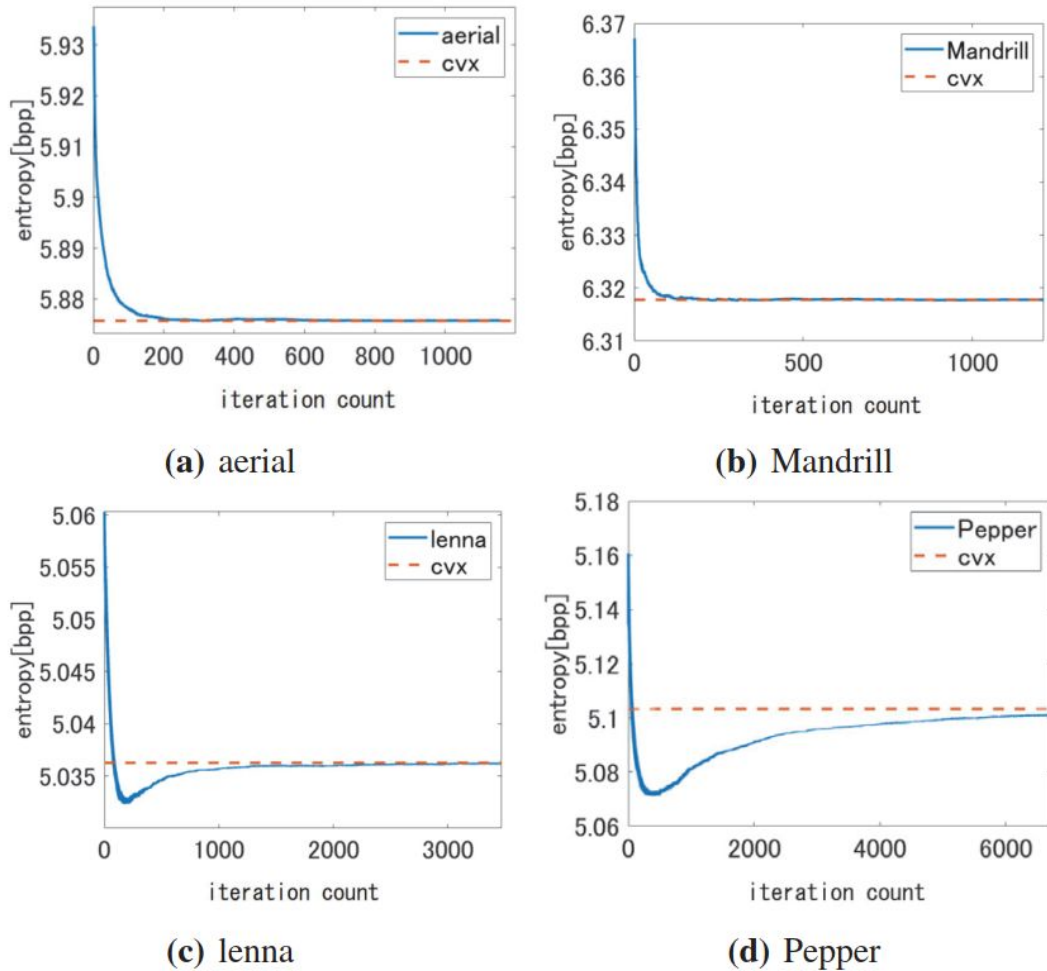 aerial
cvx
5.93
5.92
5.91
5.9
5.89
5.88
entropy[bpp]
0 200 400 600 800 1000
iteration count
(a) aerial
Mandrill
cvx
6.37
6.36
6.35
6.34
6.33
6.32
6.31
entropy[bpp]
0 500 1000
iteration count
(b) Mandrill
lenna
cvx
5.06
5.055
5.05
5.045
5.04
5.035
entropy[bpp]
0 1000 2000 3000
iteration count
(c) lenna
Pepper
cvx
5.18
5.16
5.14
5.12
5.1
5.08
5.06
entropy[bpp]
0 2000 4000 6000
iteration count
(d) Pepper